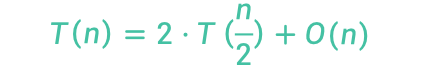 T(n) = 2 · T(n/2) + O(n)